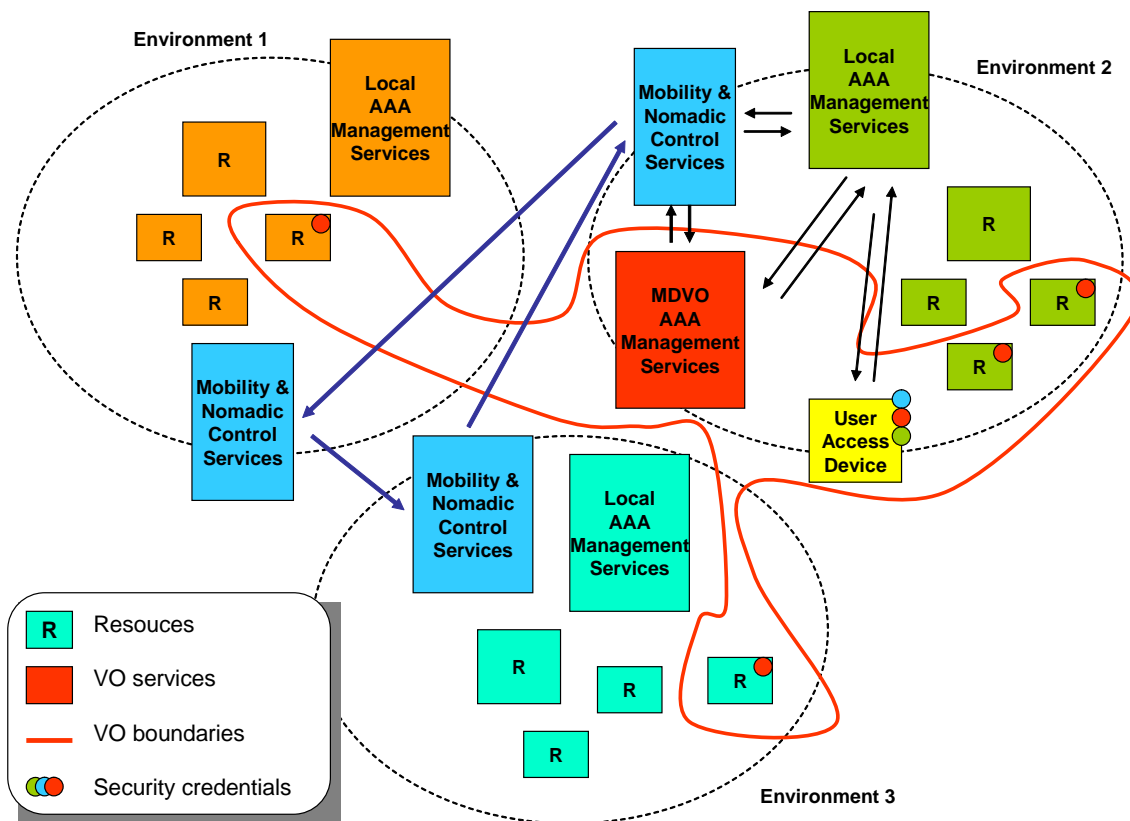 Environment 1
Local
AAA
Management
Services
R
R
R
R
Mobility &
Nomadic
Control
Services
Mobility &
Nomadic
Control
Services
Local
AAA
Management
Services
Environment 2
MDVO
AAA
Management
Services
R
R
R
R
User
Access
Device
Mobility &
Nomadic
Control
Services
Local
AAA
Management
Services
R
R
R
R
Environment 3
R
Resouces
VO services
VO boundaries
Security credentials